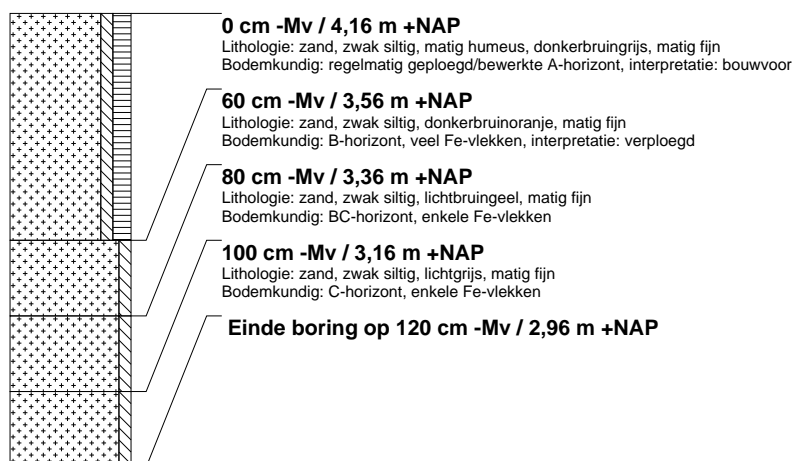 0 cm -Mv / 4,16 m +NAP
Lithologie: zand, zwak siltig, matig humeus, donkerbruingrijs, matig fijn
Bodemkundig: regelmatig geploegd/bewerkte A-horizont, interpretatie: bouwvoor
60 cm -Mv / 3,56 m +NAP
Lithologie: zand, zwak siltig, donkerbruinoranje, matig fijn
Bodemkundig: B-horizont, veel Fe-vlekken, interpretatie: verploegd
80 cm -Mv / 3,36 m +NAP
Lithologie: zand, zwak siltig, lichtbruingeel, matig fijn
Bodemkundig: BC-horizont, enkele Fe-vlekken
100 cm -Mv / 3,16 m +NAP
Lithologie: zand, zwak siltig, lichtgrijs, matig fijn
Bodemkundig: C-horizont, enkele Fe-vlekken
Einde boring op 120 cm -Mv / 2,96 m +NAP